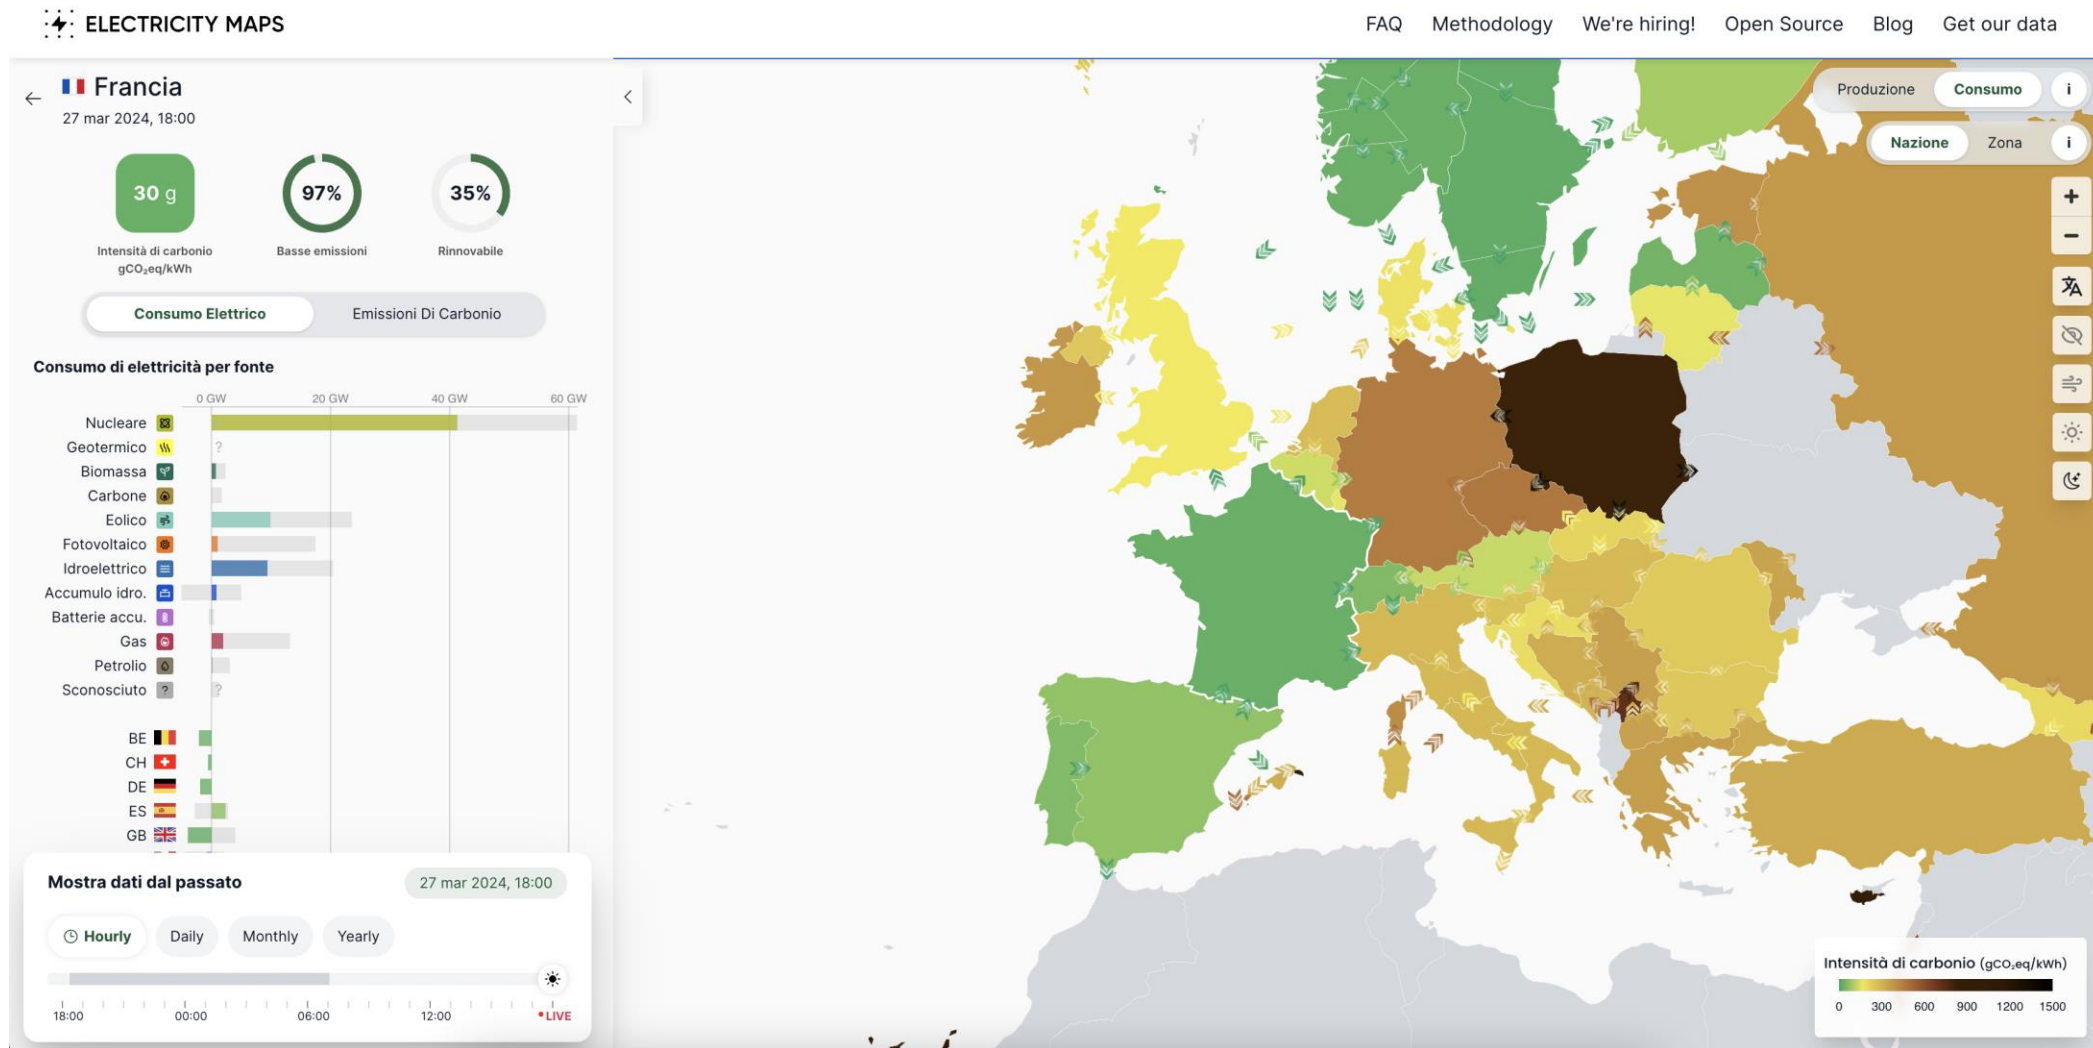 ELECTRICITY MAPS
FAQ Methodology We're hiring! Open Source Blog Get our data
Francia
27 mar 2024, 18:00
30 g
97%
35%
Intensità di carbonio
gCO₂eq/kWh
Basse emissioni
Rinnovabile
Consumo Elettrico
Emissioni Di Carbonio
Consumo di elettricità per fonte
0 GW 20 GW 40 GW 60 GW
Nucleare
Geotermico ?
Biomassa
Carbone
Eolico
Fotovoltaico
Idroelettrico
Accumulo idro.
Batterie accu.
Gas
Petrolio
Sconosciuto ? ?
BE
CH
DE
ES
GB
Mostra dati dal passato
27 mar 2024, 18:00
Hourly Daily Monthly Yearly
18:00 00:00 06:00 12:00 LIVE
Produzione Consumo i
Nazione Zona i
+
−
Intensità di carbonio (gCO₂eq/kWh)
0 300 600 900 1200 1500